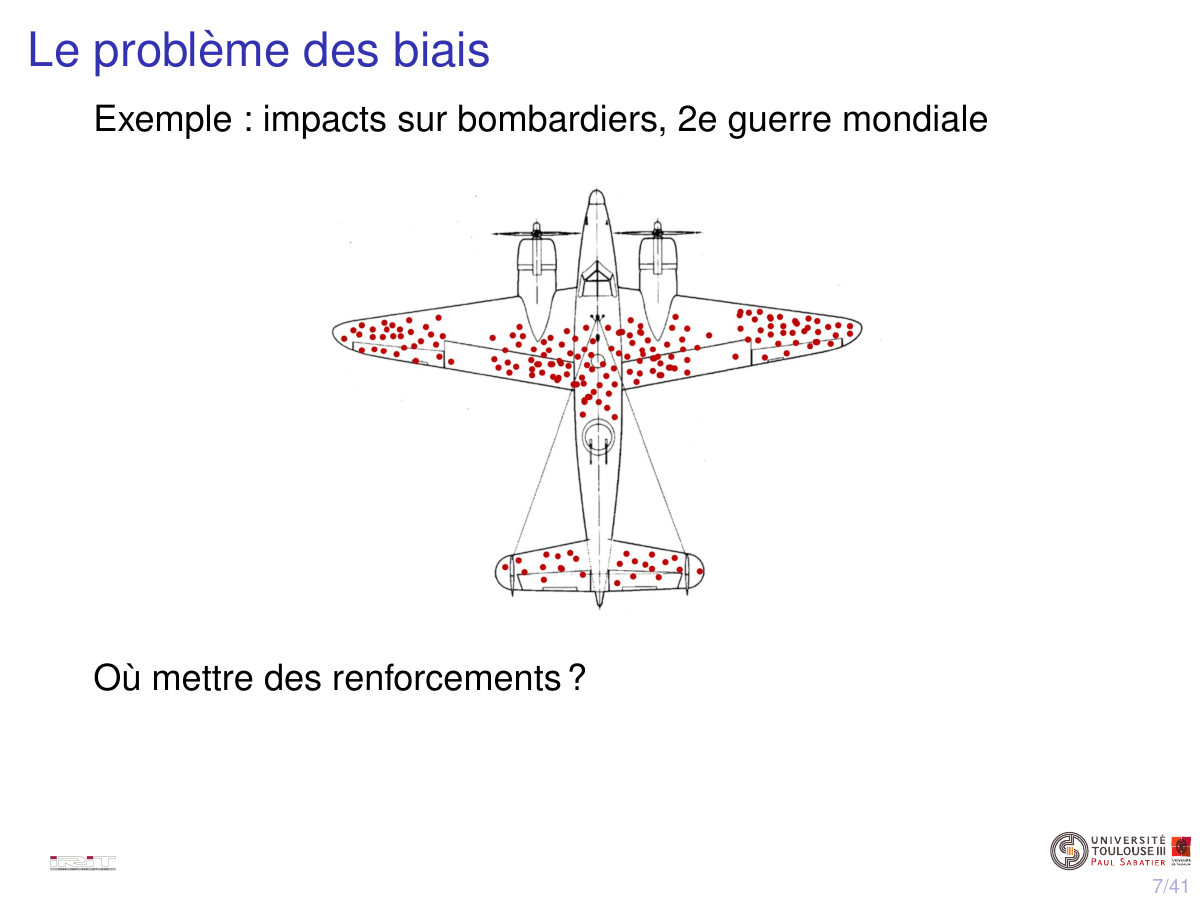 Le problème des biais
Exemple : impacts sur bombardiers, 2e guerre mondiale
Où mettre des renforcements ?
IRIT
UNIVERSITÉ
TOULOUSE III
PAUL SABATIER
7/41